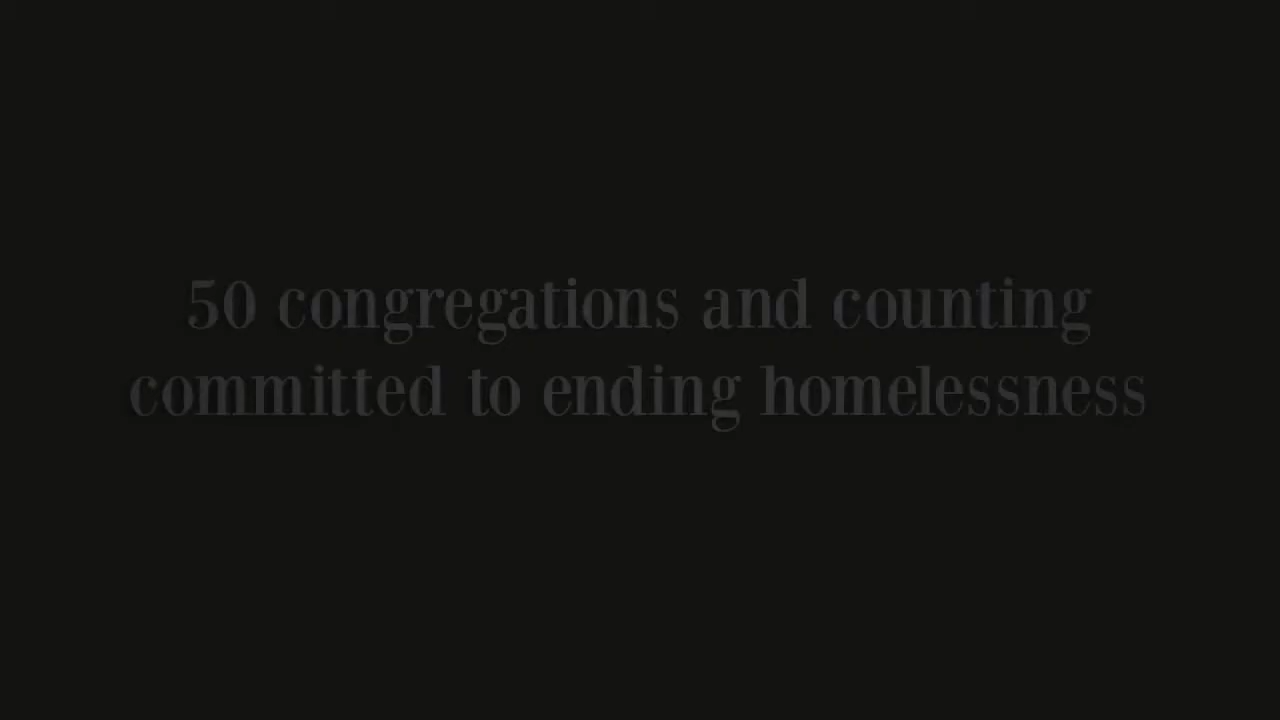 50 congregations and counting
committed to ending homelessness